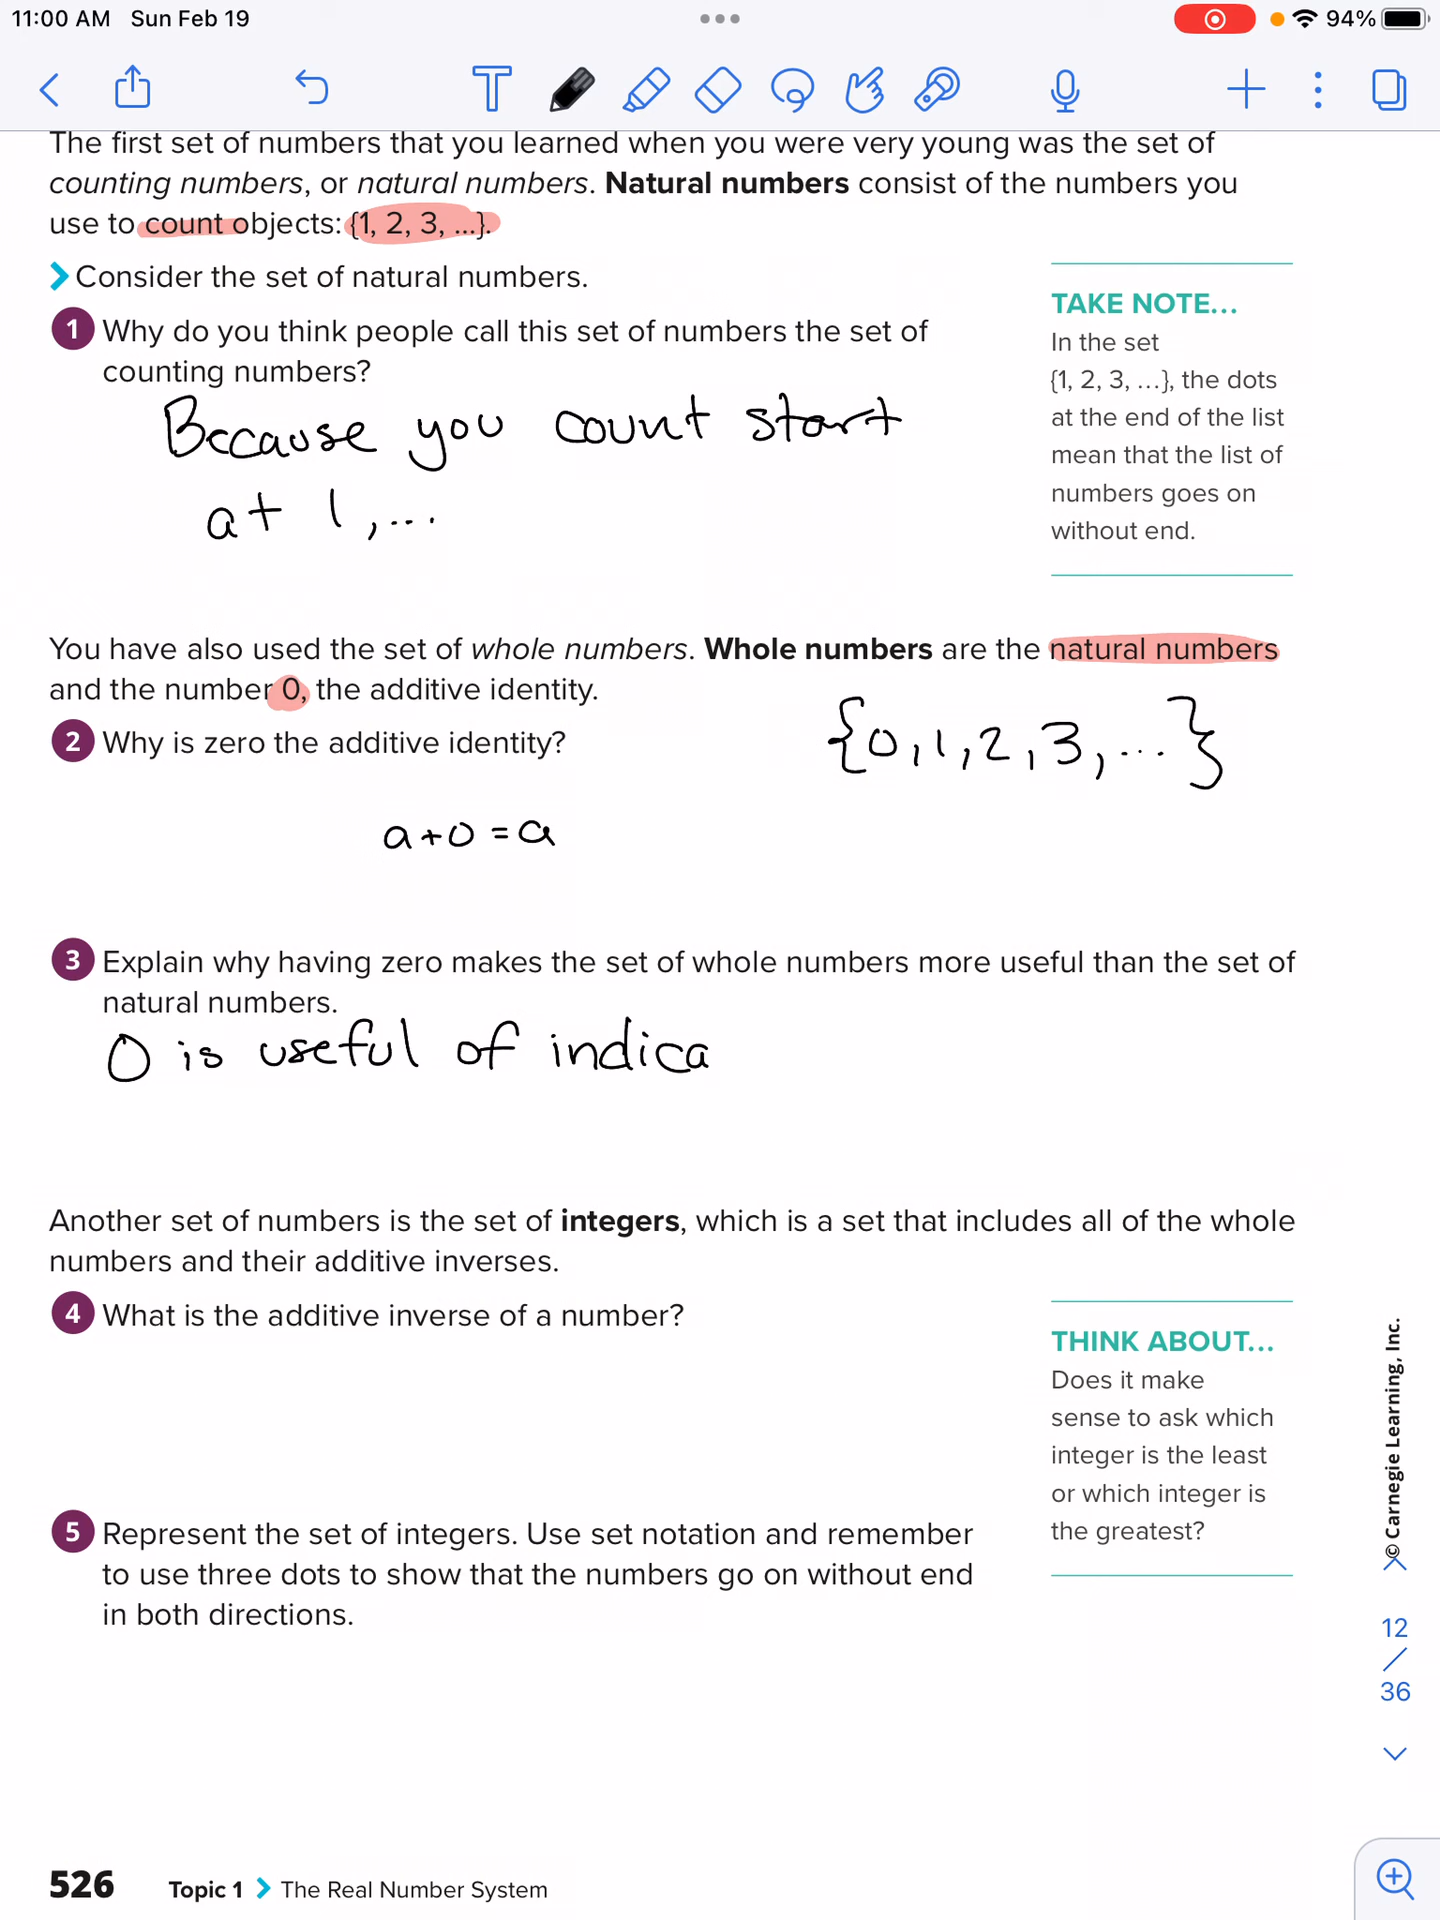 11:00 AM Sun Feb 19
94%
The first set of numbers that you learned when you were very young was the set of
counting numbers, or natural numbers. Natural numbers consist of the numbers you
use to count objects: {1, 2, 3, ...}.
Consider the set of natural numbers.
1 Why do you think people call this set of numbers the set of
counting numbers?
Because you count start
at 1,...
TAKE NOTE...
In the set
{1, 2, 3, ...}, the dots
at the end of the list
mean that the list of
numbers goes on
without end.
You have also used the set of whole numbers. Whole numbers are the natural numbers
and the number 0, the additive identity.
2 Why is zero the additive identity?
{0,1,2,3,...}
a+0=a
3 Explain why having zero makes the set of whole numbers more useful than the set of
natural numbers.
0 is useful of indica
Another set of numbers is the set of integers, which is a set that includes all of the whole
numbers and their additive inverses.
4 What is the additive inverse of a number?
THINK ABOUT...
Does it make
sense to ask which
integer is the least
or which integer is
the greatest?
5 Represent the set of integers. Use set notation and remember
to use three dots to show that the numbers go on without end
in both directions.
© Carnegie Learning, Inc.
12
/
36
526 Topic 1 > The Real Number System